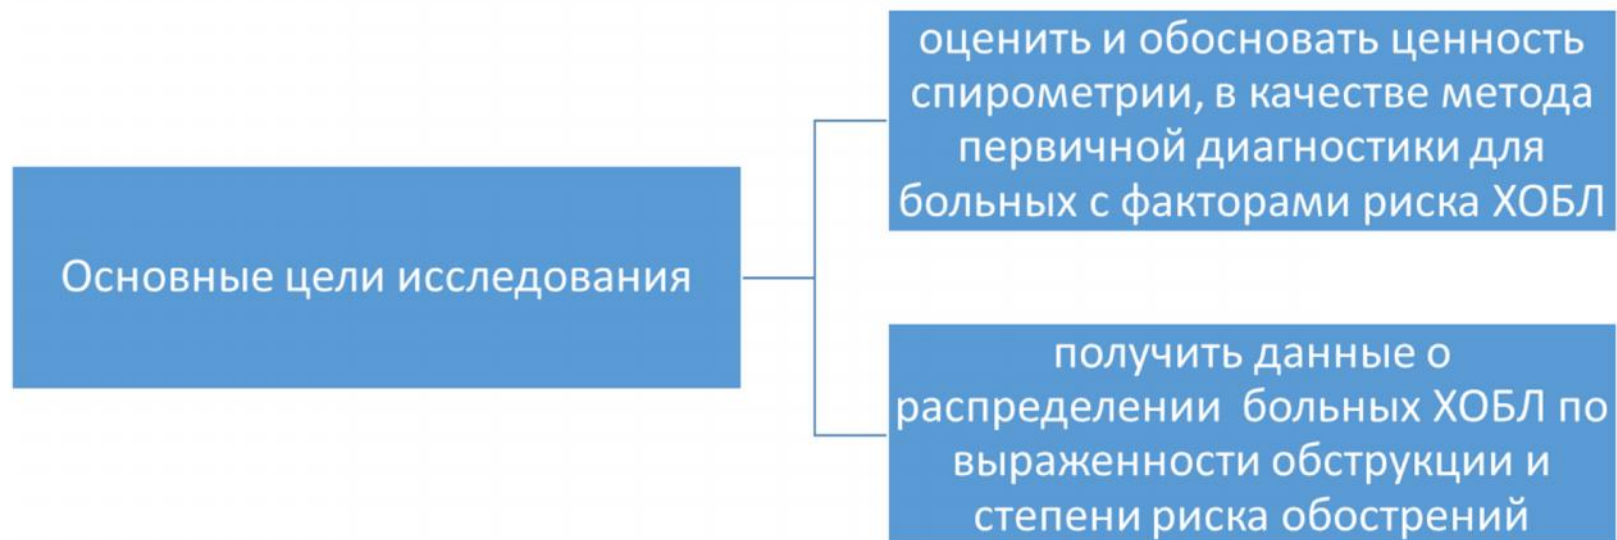 Основные цели исследования
оценить и обосновать ценность
спирометрии, в качестве метода
первичной диагностики для
больных с факторами риска ХОБЛ
получить данные о
распределении  больных ХОБЛ по
выраженности обструкции и
степени риска обострений